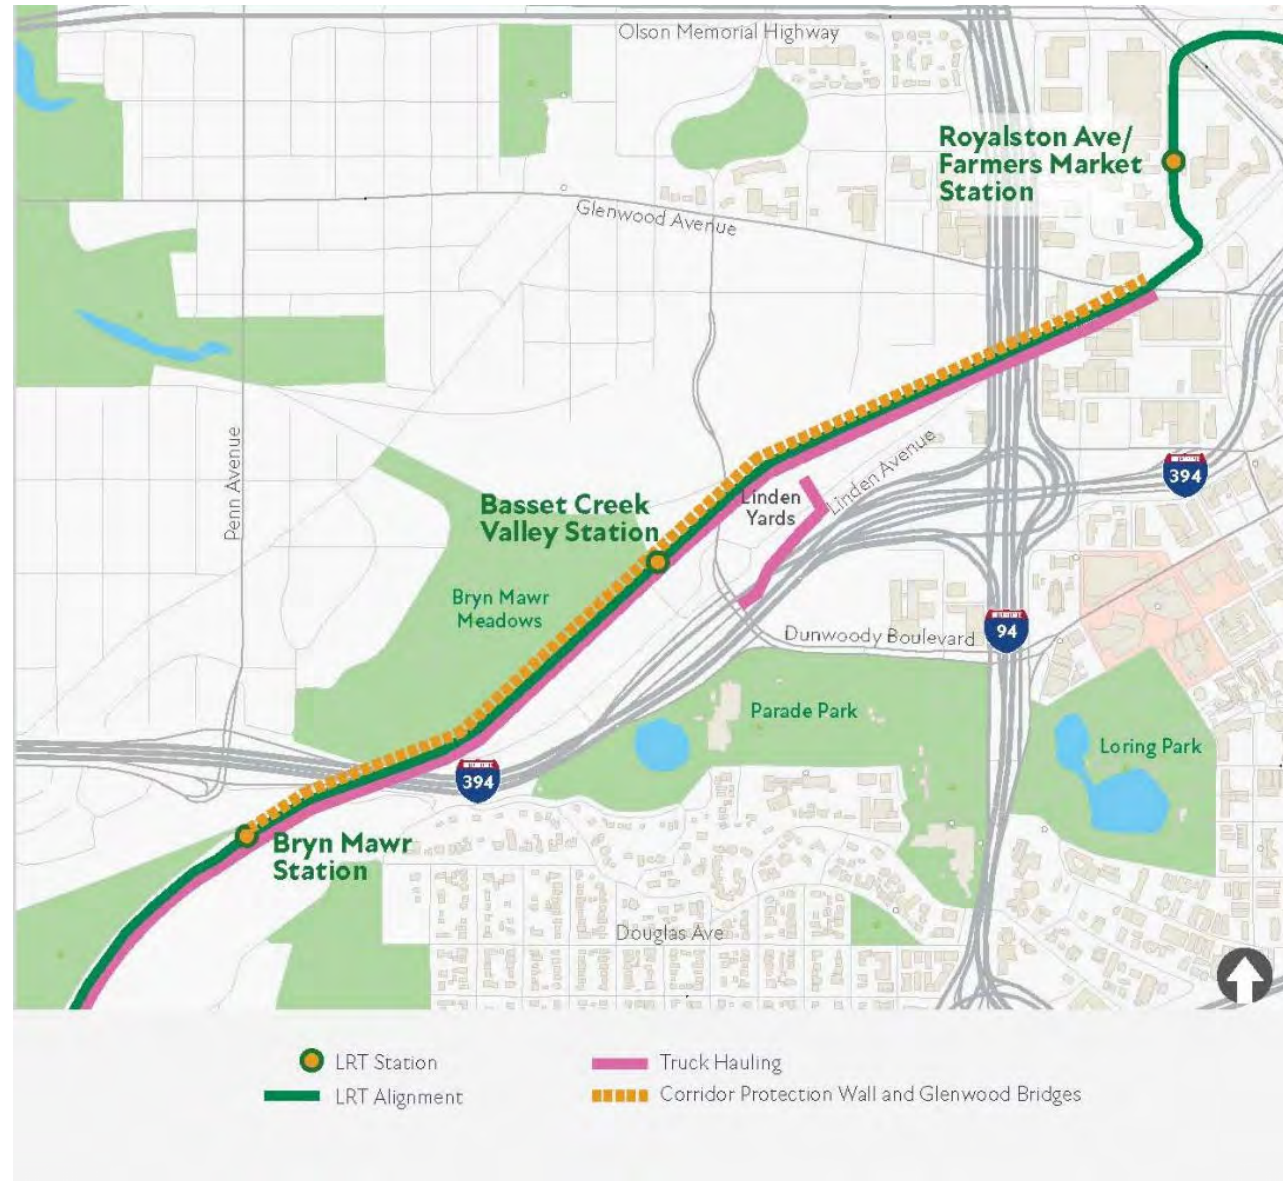 Olson Memorial Highway
Royalston Ave/
Farmers Market
Station
Glenwood Avenue
Penn Avenue
Linden Avenue
394
Basset Creek
Valley Station
Linden
Yards
Bryn Mawr
Meadows
94
Dunwoody Boulevard
Parade Park
Loring Park
394
Bryn Mawr
Station
Douglas Ave
LRT Station
Truck Hauling
LRT Alignment
Corridor Protection Wall and Glenwood Bridges